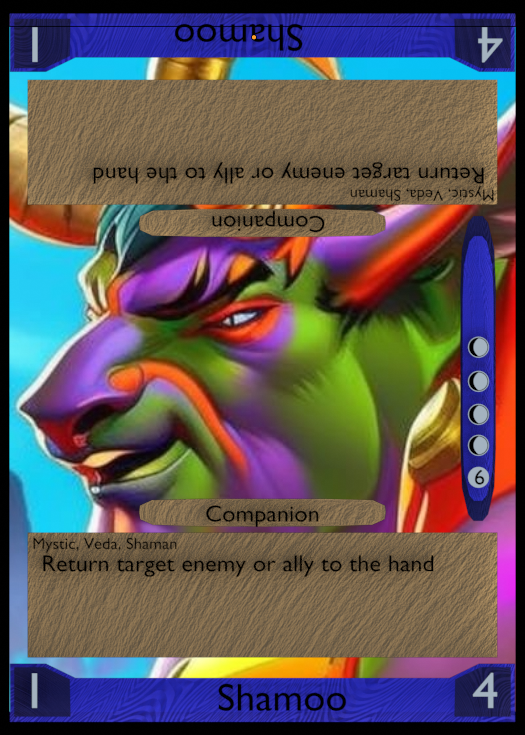 1 Shamoo 4
Return target enemy or ally to the hand
Mystic, Veda, Shaman
Companion
6
Companion
Mystic, Veda, Shaman
Return target enemy or ally to the hand
1 Shamoo 4